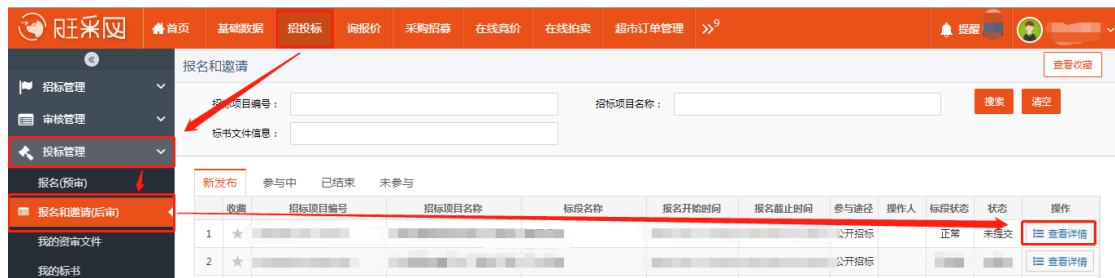 旺采网 首页 基础数据 招投标 询报价 采购招募 在线竞价 在线拍卖 超市订单管理 9 提醒
报名和邀请 查看收藏
招标管理
招标项目编号： 招标项目名称： 搜索 清空
审核管理
标书文件信息：
投标管理
报名(预审)
新发布 参与中 已结束 未参与
报名和邀请(后审)
收藏 招标项目编号 招标项目名称 标段名称 报名开始时间 报名截止时间 参与途径 操作人 标段状态 状态 操作
1 公开招标 正常 未提交 查看详情
我的资审文件
2 公开招标 查看详情
我的标书